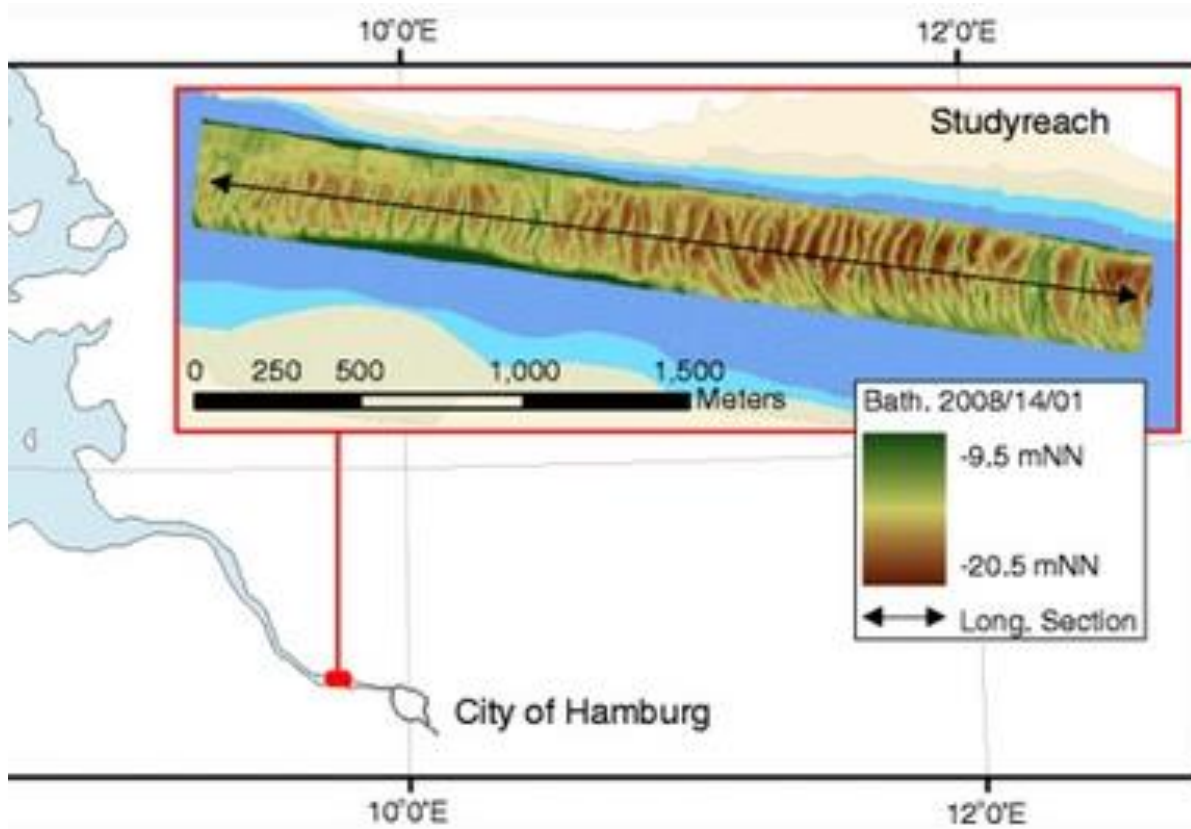 10°0'E
12°0'E
Studyreach
0 250 500 1,000 1,500
Meters
Bath. 2008/14/01
-9.5 mNN
-20.5 mNN
Long. Section
City of Hamburg
10°0'E
12°0'E